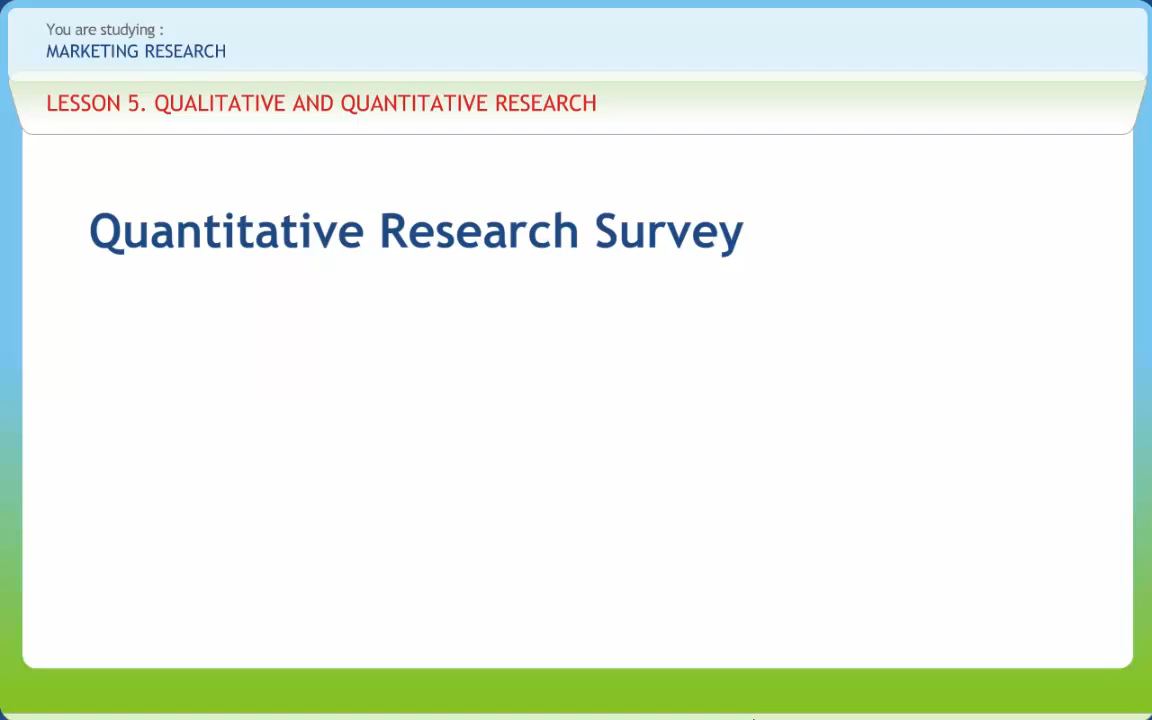 You are studying :
MARKETING RESEARCH
LESSON 5. QUALITATIVE AND QUANTITATIVE RESEARCH
Quantitative Research Survey